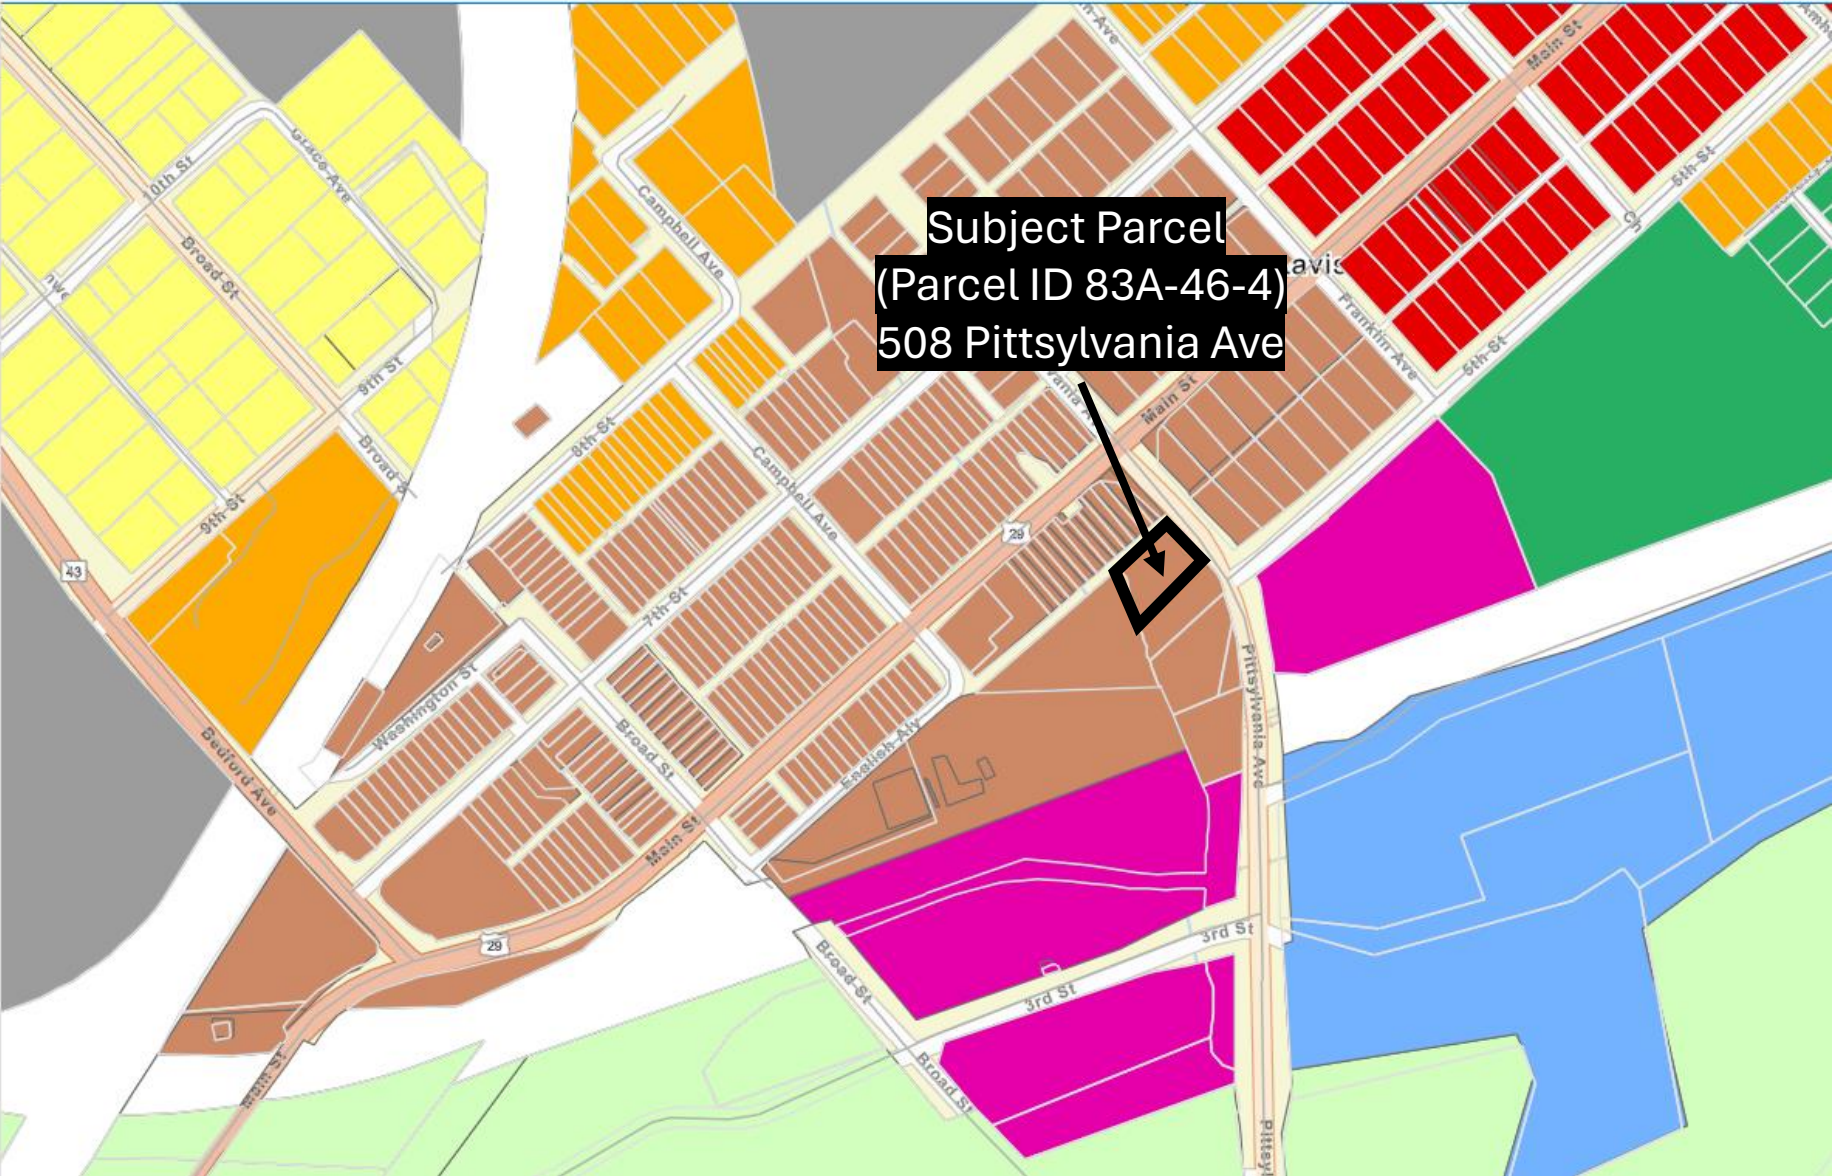 Subject Parcel
(Parcel ID 83A-46-4)
508 Pittsylvania Ave
Main St
5th St
10th St
Grace Ave
Campbell Ave
Broad St
Franklin Ave
5th St
9th St
Main St
8th St
Campbell Ave
9th St
29
43
7th St
Washington St
Pittsylvania Ave
Bedford Ave
Broad St
English Aly
Main St
29
3rd St
Broad St
3rd St
Broad St
Main St